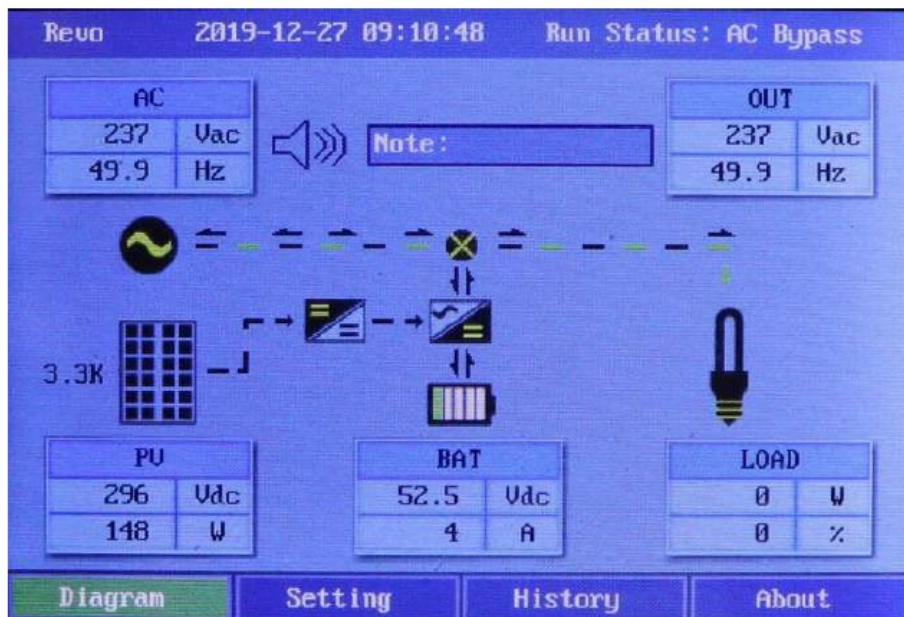 Revo 2019-12-27 09:10:48 Run Status: AC Bypass
AC
237 Vac
49.9 Hz
Note:
OUT
237 Vac
49.9 Hz
3.3K
PV
296 Vdc
148 W
BAT
52.5 Vdc
4 A
LOAD
0 W
0 %
Diagram Setting History About